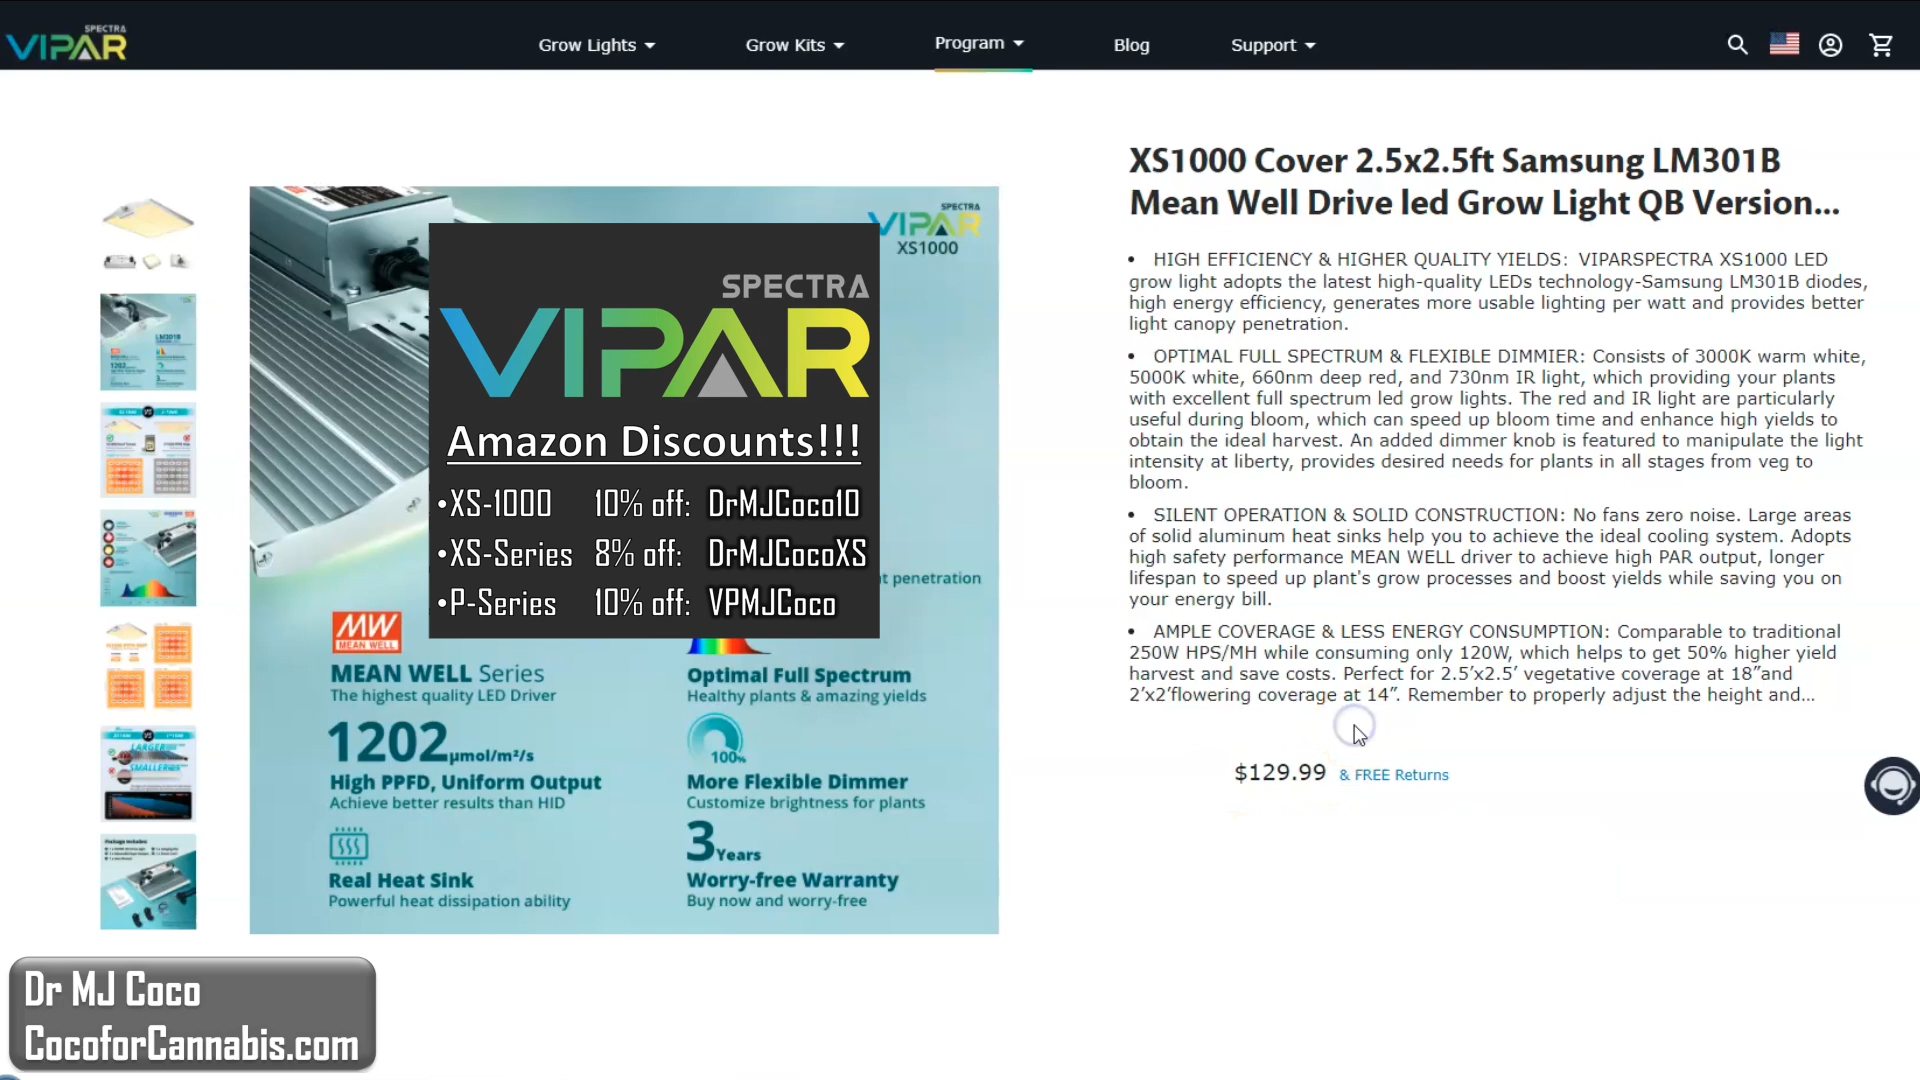 SPECTRA
VIPAR
Grow Lights
Grow Kits
Program
Blog
Support
SPECTRA
VIPAR
XS1000
SPECTRA
VIPAR
Amazon Discounts!!!
•XS-1000 10% off: DrMJCoco10
•XS-Series 8% off: DrMJCocoXS
•P-Series 10% off: VPMJCoco
t penetration
MW
MEAN WELL
MEAN WELL Series
The highest quality LED Driver
Optimal Full Spectrum
Healthy plants & amazing yields
1202 μmol/m²/s
High PPFD, Uniform Output
Achieve better results than HID
100%
More Flexible Dimmer
Customize brightness for plants
Real Heat Sink
Powerful heat dissipation ability
3 Years
Worry-free Warranty
Buy now and worry-free
XS1000 Cover 2.5x2.5ft Samsung LM301B
Mean Well Drive led Grow Light QB Version...
• HIGH EFFICIENCY & HIGHER QUALITY YIELDS: VIPARSPECTRA XS1000 LED
grow light adopts the latest high-quality LEDs technology-Samsung LM301B diodes,
high energy efficiency, generates more usable lighting per watt and provides better
light canopy penetration.
• OPTIMAL FULL SPECTRUM & FLEXIBLE DIMMIER: Consists of 3000K warm white,
5000K white, 660nm deep red, and 730nm IR light, which providing your plants
with excellent full spectrum led grow lights. The red and IR light are particularly
useful during bloom, which can speed up bloom time and enhance high yields to
obtain the ideal harvest. An added dimmer knob is featured to manipulate the light
intensity at liberty, provides desired needs for plants in all stages from veg to
bloom.
• SILENT OPERATION & SOLID CONSTRUCTION: No fans zero noise. Large areas
of solid aluminum heat sinks help you to achieve the ideal cooling system. Adopts
high safety performance MEAN WELL driver to achieve high PAR output, longer
lifespan to speed up plant's grow processes and boost yields while saving you on
your energy bill.
• AMPLE COVERAGE & LESS ENERGY CONSUMPTION: Comparable to traditional
250W HPS/MH while consuming only 120W, which helps to get 50% higher yield
harvest and save costs. Perfect for 2.5’x2.5’ vegetative coverage at 18”and
2’x2’flowering coverage at 14”. Remember to properly adjust the height and...
$129.99 & FREE Returns
LM301B
1202
LARGER
SMALLER
Dr MJ Coco
CocoforCannabis.com